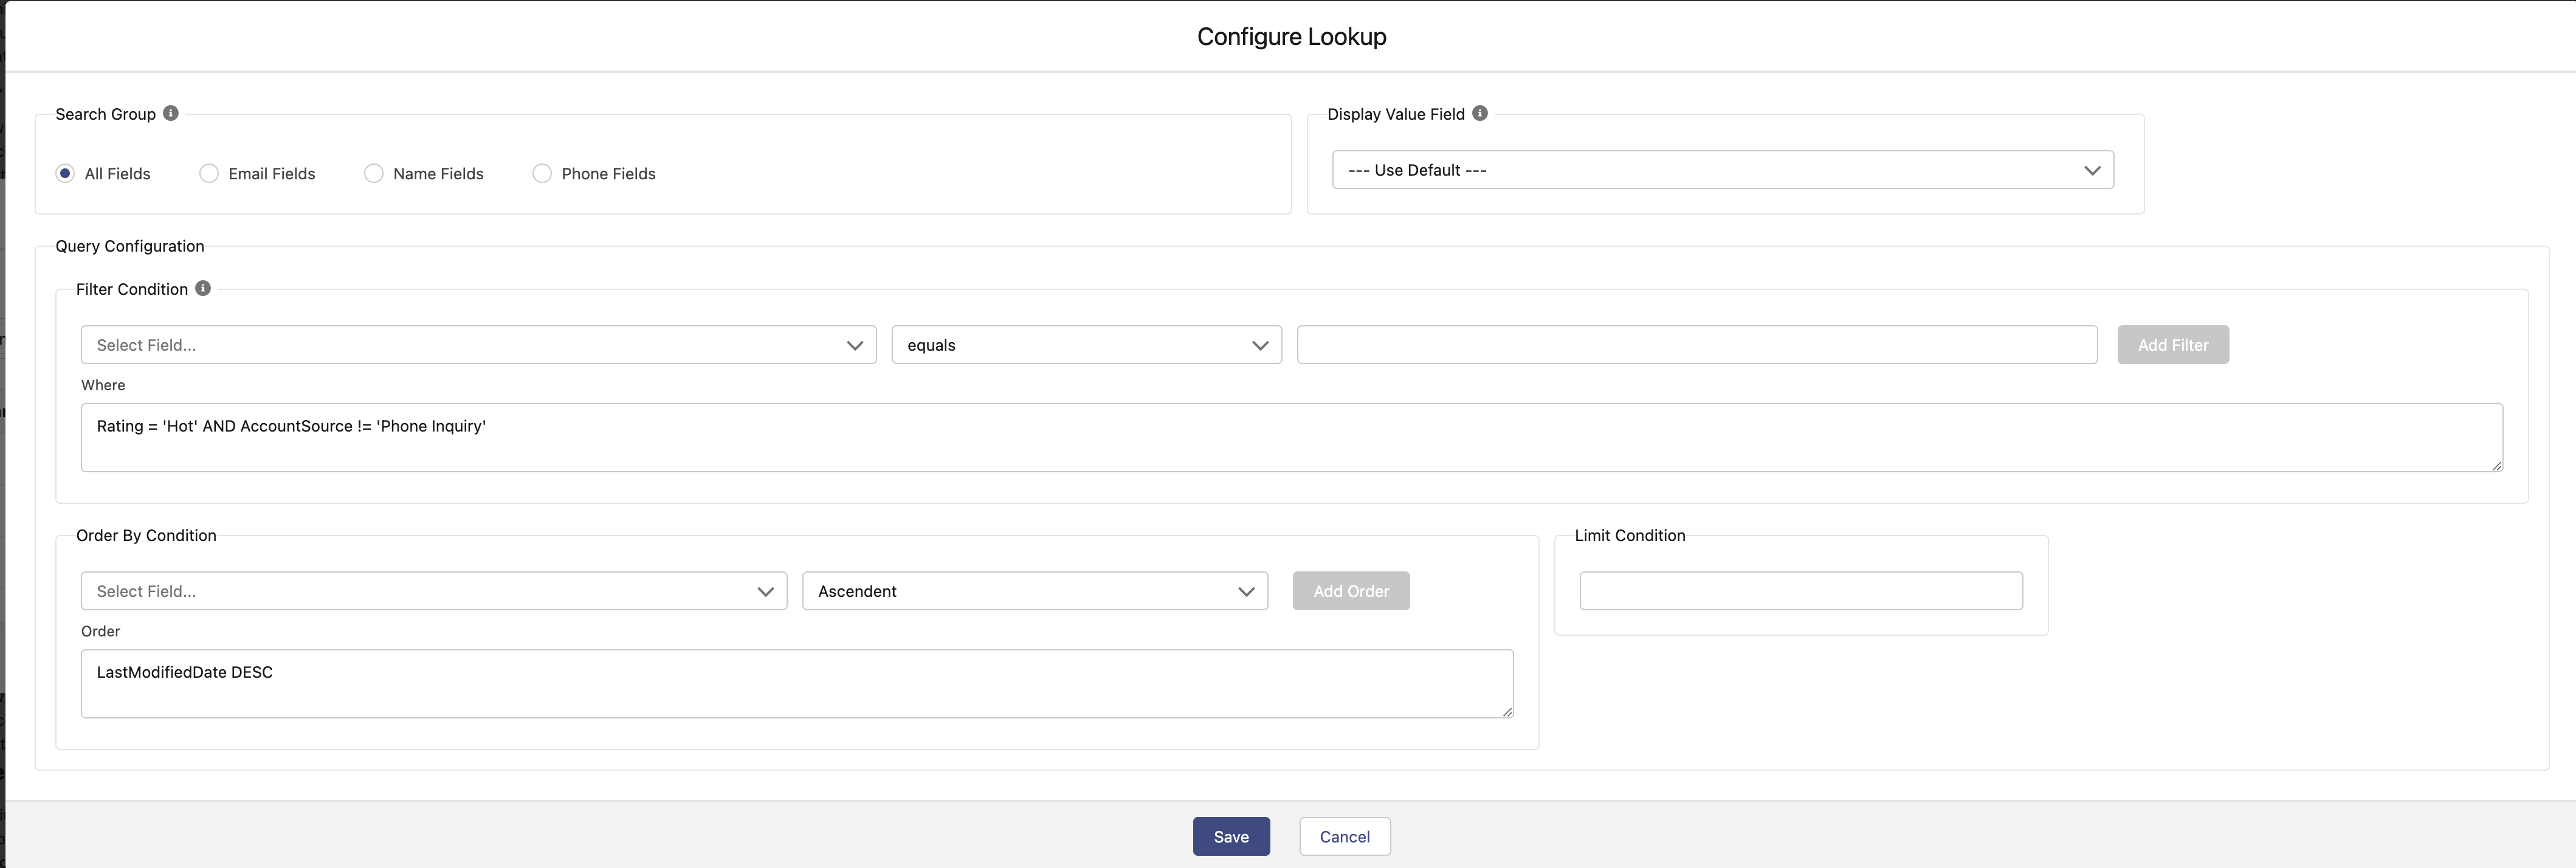 Configure Lookup
Search Group
Display Value Field
All Fields
Email Fields
Name Fields
Phone Fields
--- Use Default ---
Query Configuration
Filter Condition
Select Field...
equals
Add Filter
Where
Rating = 'Hot' AND AccountSource != 'Phone Inquiry'
Order By Condition
Limit Condition
Select Field...
Ascendent
Add Order
Order
LastModifiedDate DESC
Save
Cancel